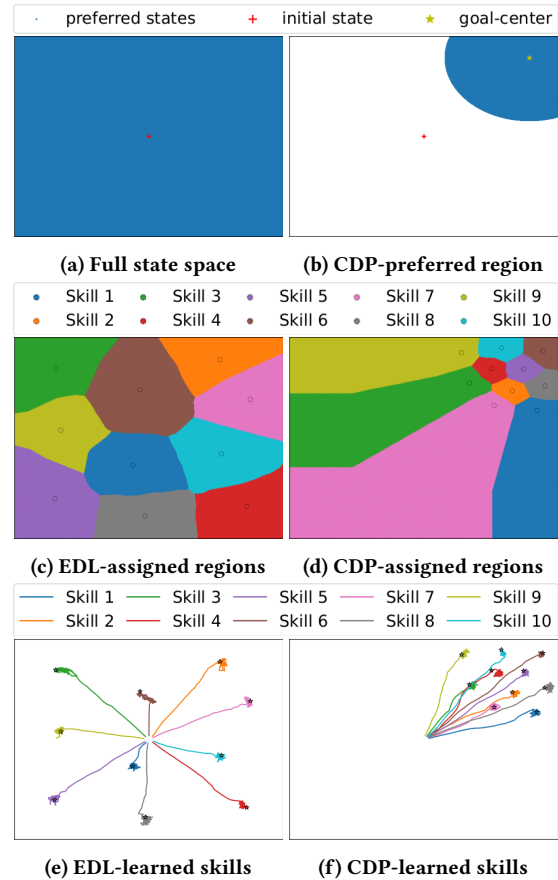 preferred states initial state goal-center
(a) Full state space (b) CDP-preferred region
Skill 1 Skill 3 Skill 5 Skill 7 Skill 9
Skill 2 Skill 4 Skill 6 Skill 8 Skill 10
(c) EDL-assigned regions (d) CDP-assigned regions
Skill 1 Skill 3 Skill 5 Skill 7 Skill 9
Skill 2 Skill 4 Skill 6 Skill 8 Skill 10
(e) EDL-learned skills (f) CDP-learned skills